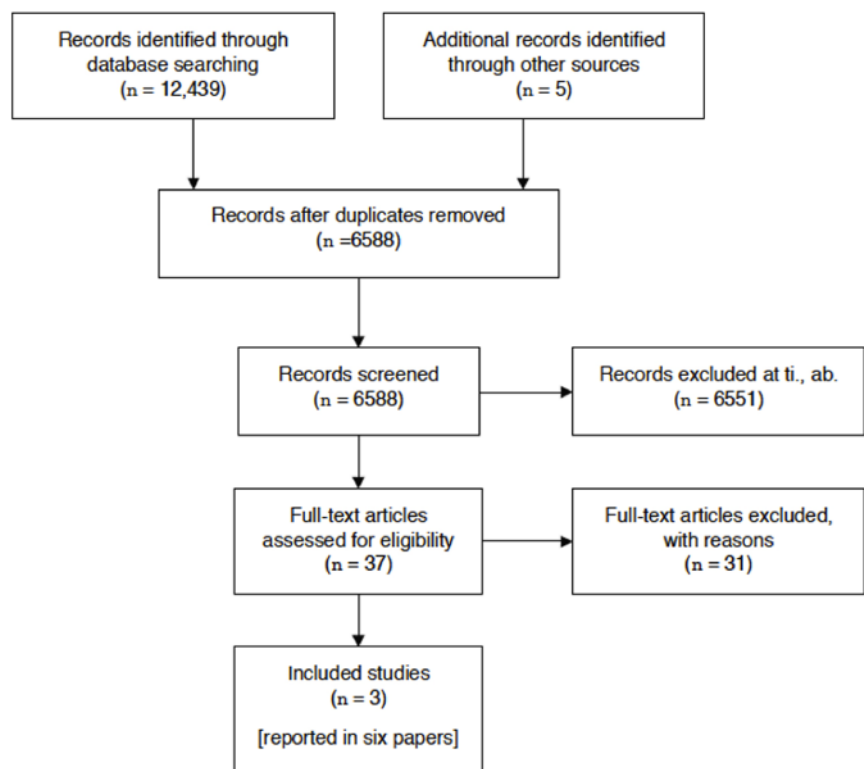 Records identified through
database searching
(n = 12,439)
Additional records identified
through other sources
(n = 5)
Records after duplicates removed
(n =6588)
Records screened
(n = 6588)
Records excluded at ti., ab.
(n = 6551)
Full-text articles
assessed for eligibility
(n = 37)
Full-text articles excluded,
with reasons
(n = 31)
Included studies
(n = 3)
[reported in six papers]